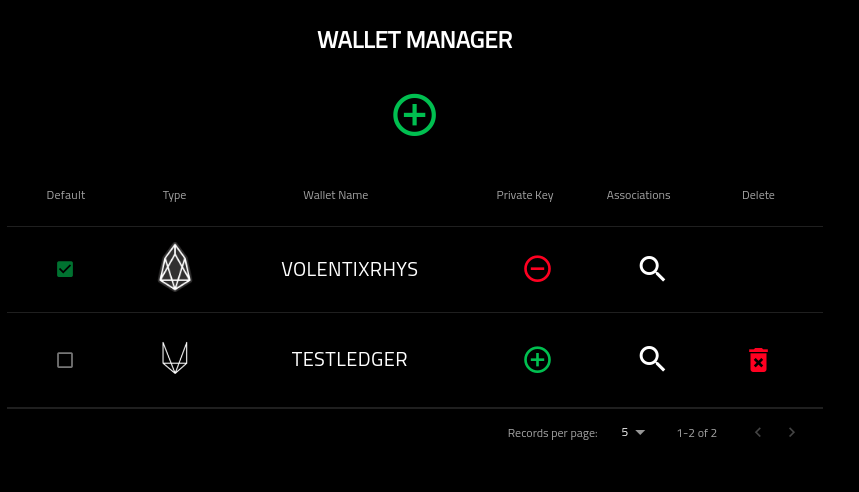 WALLET MANAGER
Default Type Wallet Name Private Key Associations Delete
VOLENTIXRHYS
TESTLEDGER
Records per page: 5 1-2 of 2